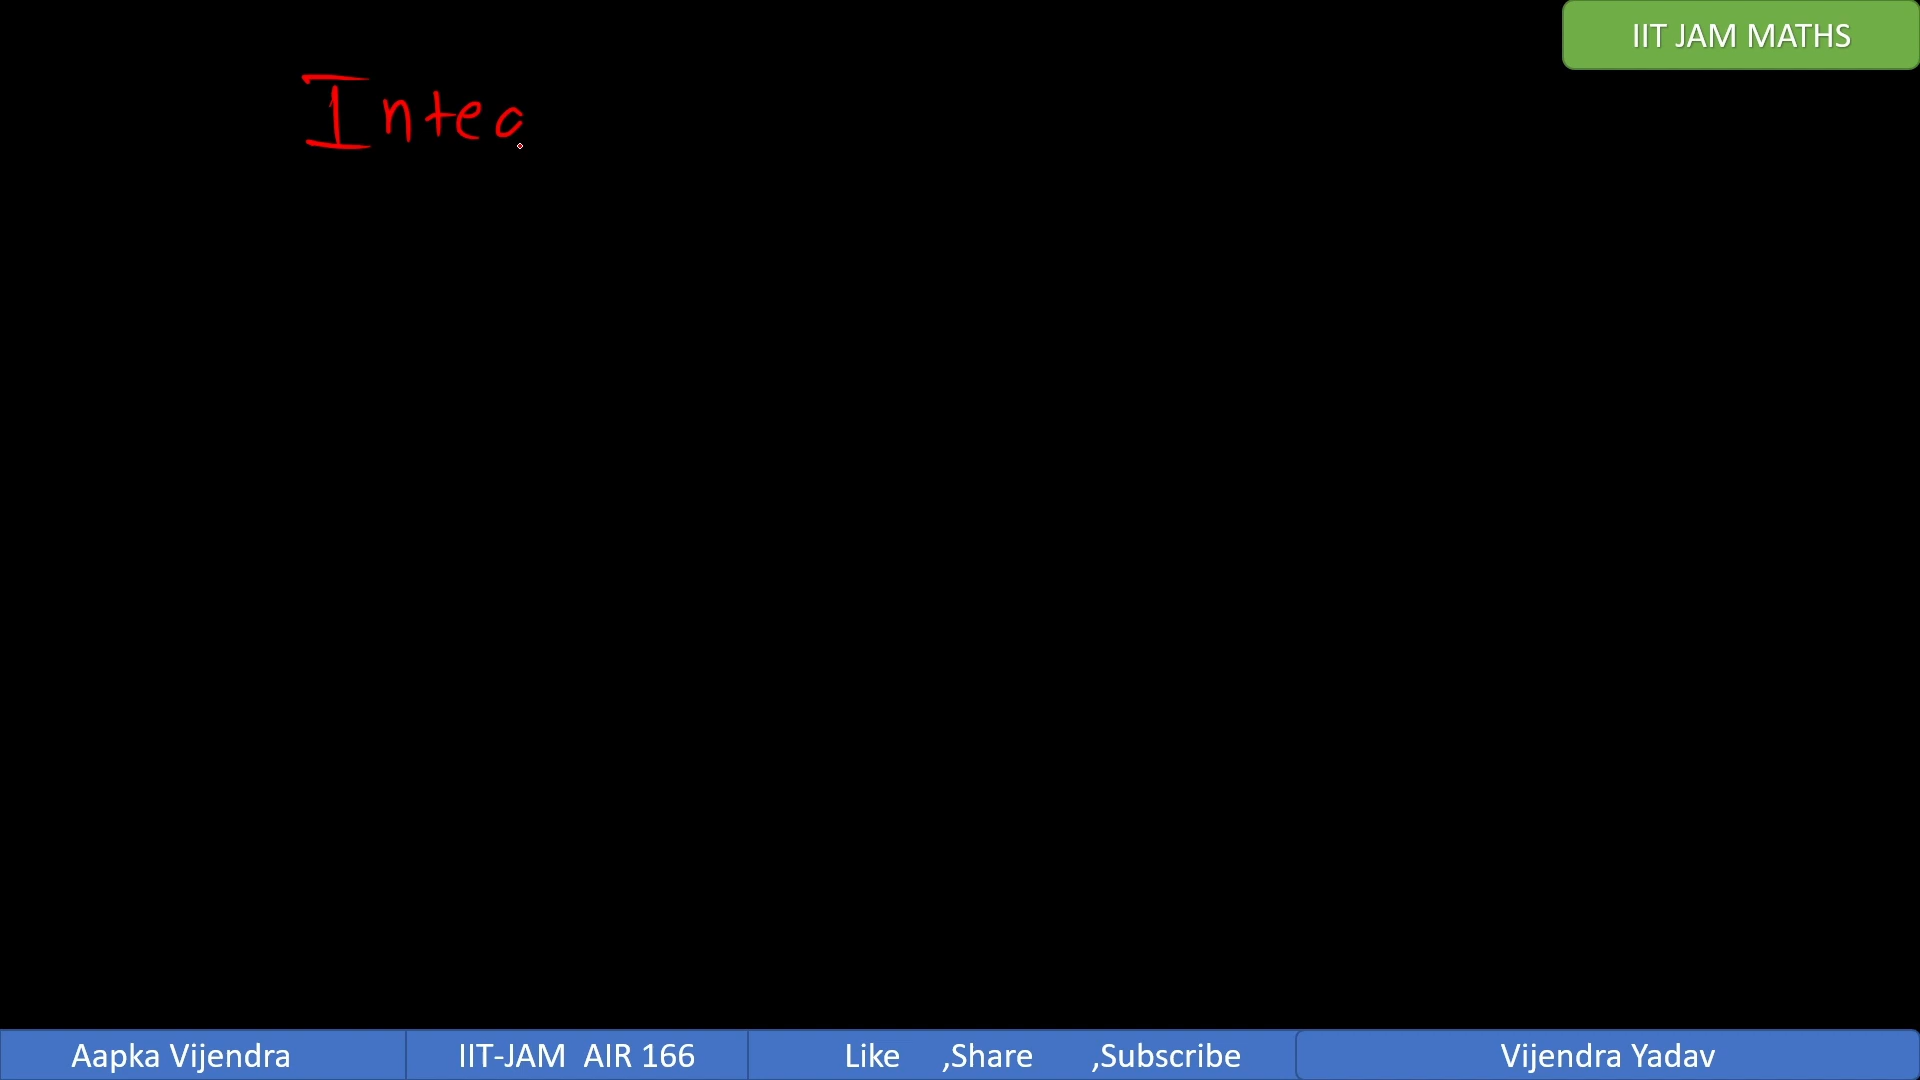 IIT JAM MATHS
Intec
Aapka Vijendra
IIT-JAM AIR 166
Like ,Share ,Subscribe
Vijendra Yadav